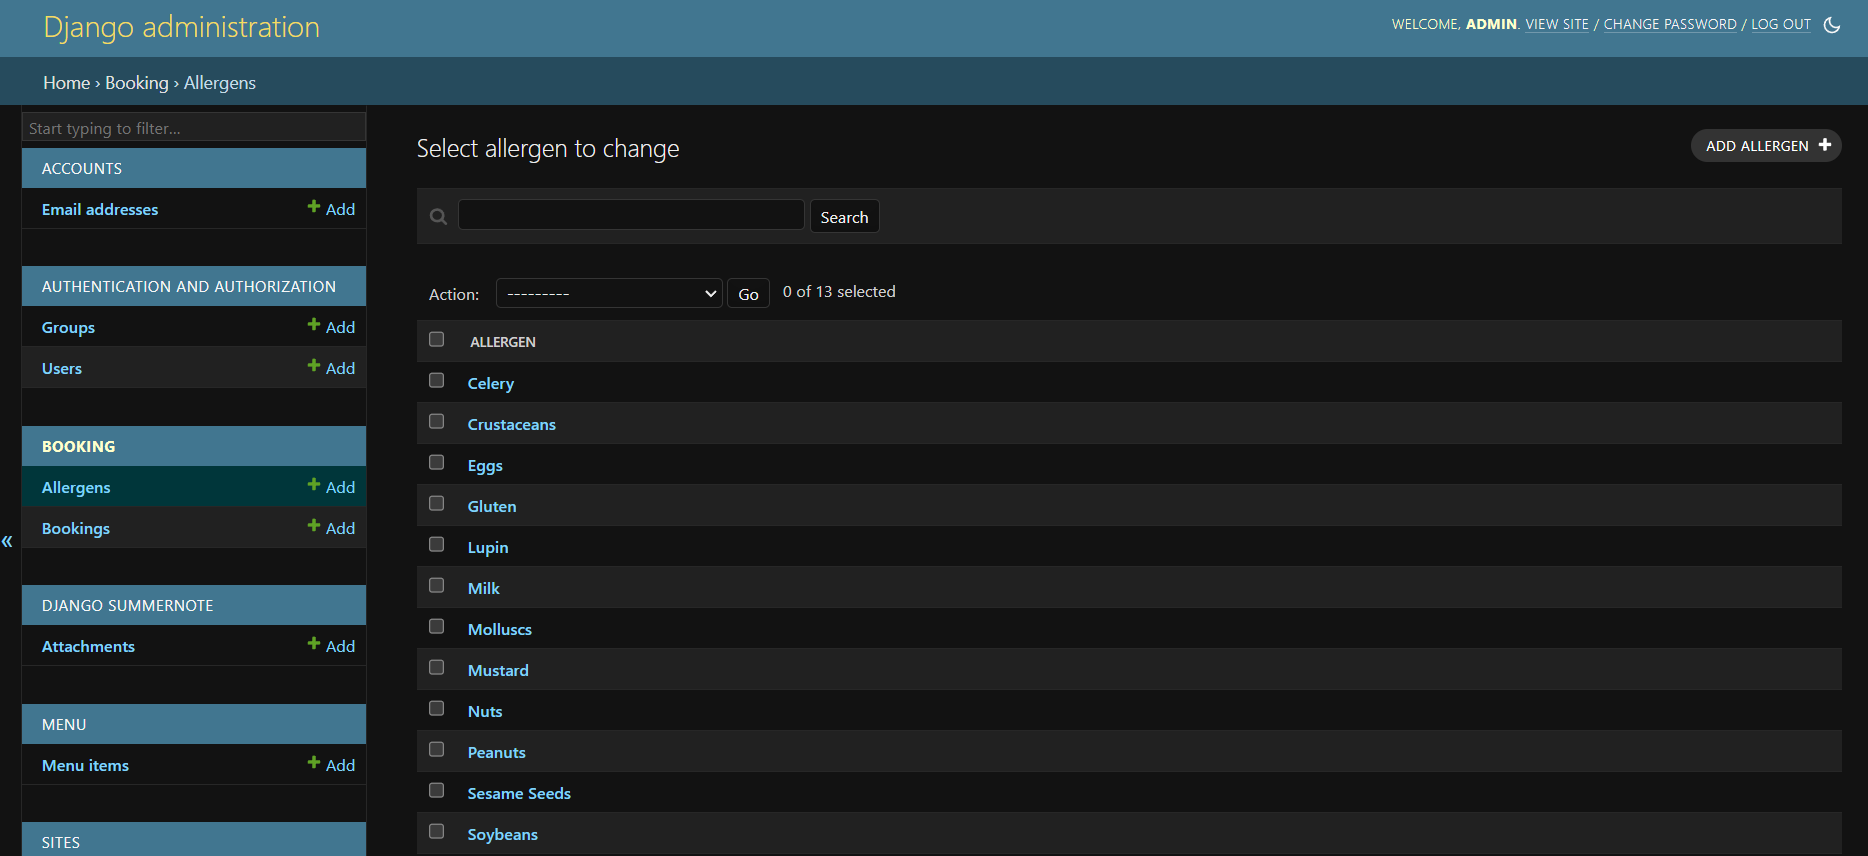 Django administration
WELCOME, ADMIN. VIEW SITE / CHANGE PASSWORD / LOG OUT
Home › Booking › Allergens
Start typing to filter...
ACCOUNTS
Email addresses Add
AUTHENTICATION AND AUTHORIZATION
Groups Add
Users Add
BOOKING
Allergens Add
Bookings Add
«
DJANGO SUMMERNOTE
Attachments Add
MENU
Menu items Add
SITES
Select allergen to change
ADD ALLERGEN
Search
Action: --------- Go 0 of 13 selected
ALLERGEN
Celery
Crustaceans
Eggs
Gluten
Lupin
Milk
Molluscs
Mustard
Nuts
Peanuts
Sesame Seeds
Soybeans